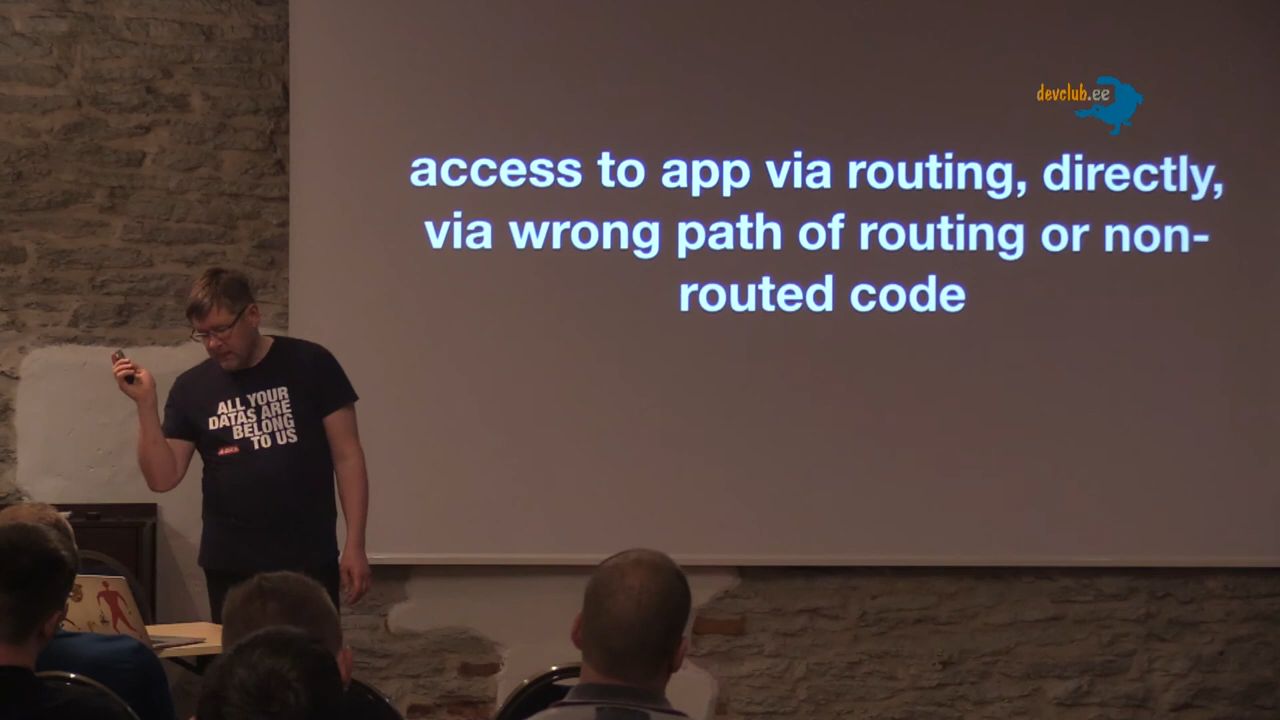 devclub.ee
access to app via routing, directly,
via wrong path of routing or non-
routed code
ALL YOUR
DATAS ARE
BELONG
TO US